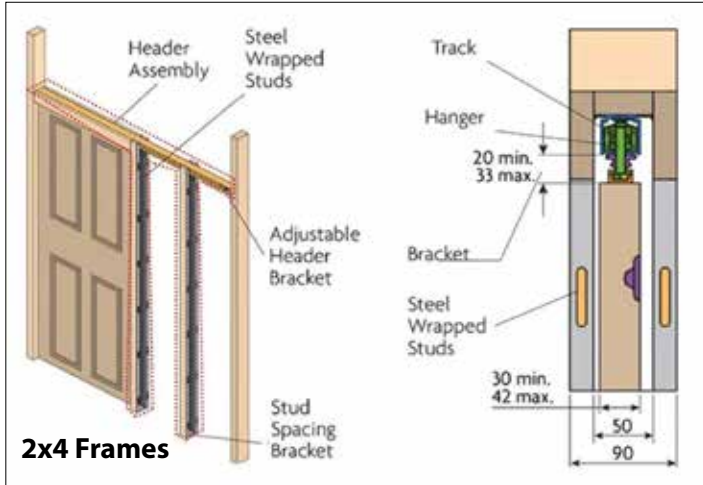 Header
Assembly
Steel
Wrapped
Studs
Adjustable
Header
Bracket
Stud
Spacing
Bracket
2x4 Frames
Track
Hanger
20 min.
33 max.
Bracket
Steel
Wrapped
Studs
30 min.
42 max.
50
90